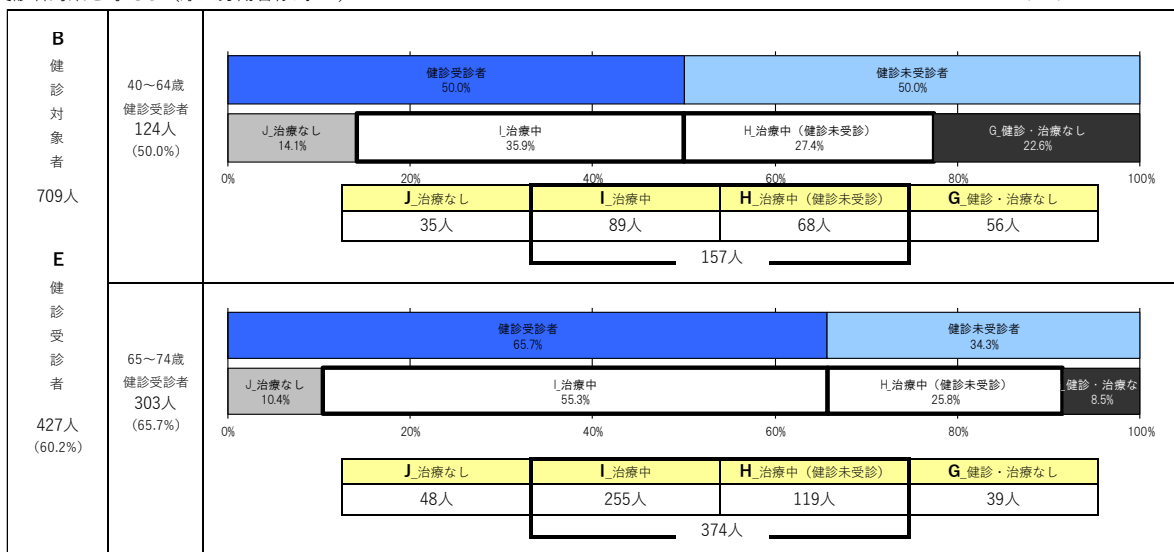 B
健
診
対
象
者
709人
E
健
診
受
診
者
427人
(60.2%)
40～64歳
健診受診者
124人
(50.0%)
健診受診者
50.0%
健診未受診者
50.0%
J_治療なし
14.1%
I_治療中
35.9%
H_治療中（健診未受診）
27.4%
G_健診・治療なし
22.6%
0% 20% 40% 60% 80% 100%
J_治療なし I_治療中 H_治療中（健診未受診） G_健診・治療なし
35人 89人 68人 56人
157人
65～74歳
健診受診者
303人
(65.7%)
健診受診者
65.7%
健診未受診者
34.3%
J_治療なし
10.4%
I_治療中
55.3%
H_治療中（健診未受診）
25.8%
_健診・治療な
8.5%
0% 20% 40% 60% 80% 100%
J_治療なし I_治療中 H_治療中（健診未受診） G_健診・治療なし
48人 255人 119人 39人
374人